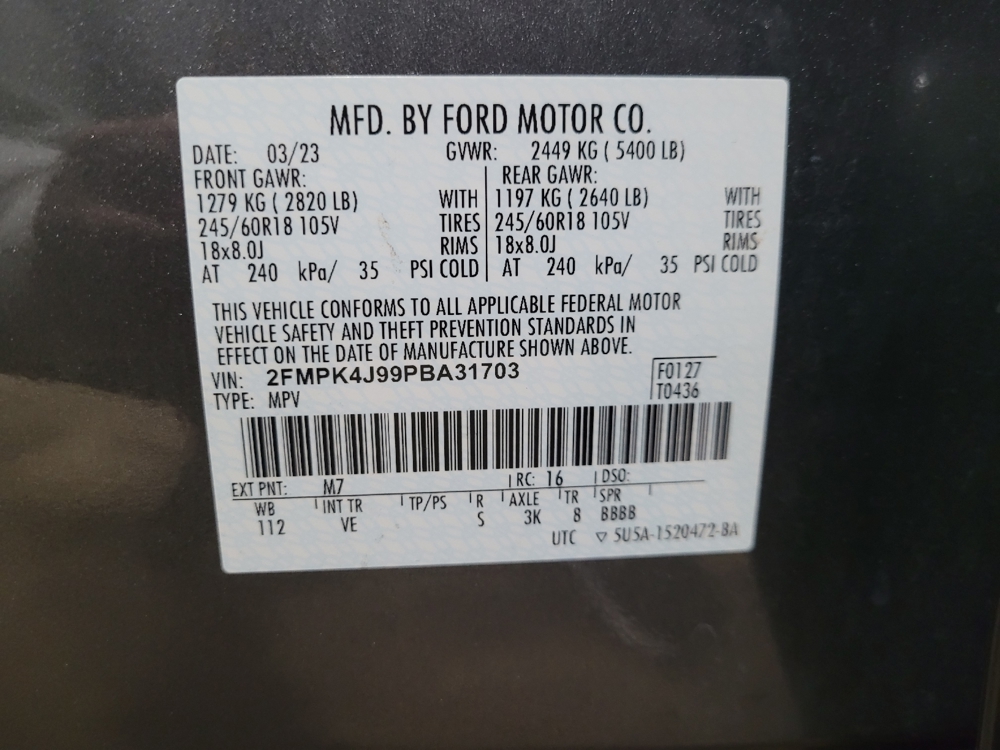 MFD. BY FORD MOTOR CO.
DATE: 03/23 GVWR: 2449 KG ( 5400 LB)
FRONT GAWR: REAR GAWR:
1279 KG ( 2820 LB) WITH 1197 KG ( 2640 LB) WITH
245/60R18 105V TIRES 245/60R18 105V TIRES
18x8.0J RIMS 18x8.0J RIMS
AT 240 kPa/ 35 PSI COLD AT 240 kPa/ 35 PSI COLD
THIS VEHICLE CONFORMS TO ALL APPLICABLE FEDERAL MOTOR
VEHICLE SAFETY AND THEFT PREVENTION STANDARDS IN
EFFECT ON THE DATE OF MANUFACTURE SHOWN ABOVE.
VIN: 2FMPK4J99PBA31703 F0127
TYPE: MPV T0436
EXT PNT: M7 RC: 16 DSO:
WB INT TR TP/PS R AXLE TR SPR
112 VE S 3K 8 BBBB
UTC ▽ 5U5A-1520472-BA